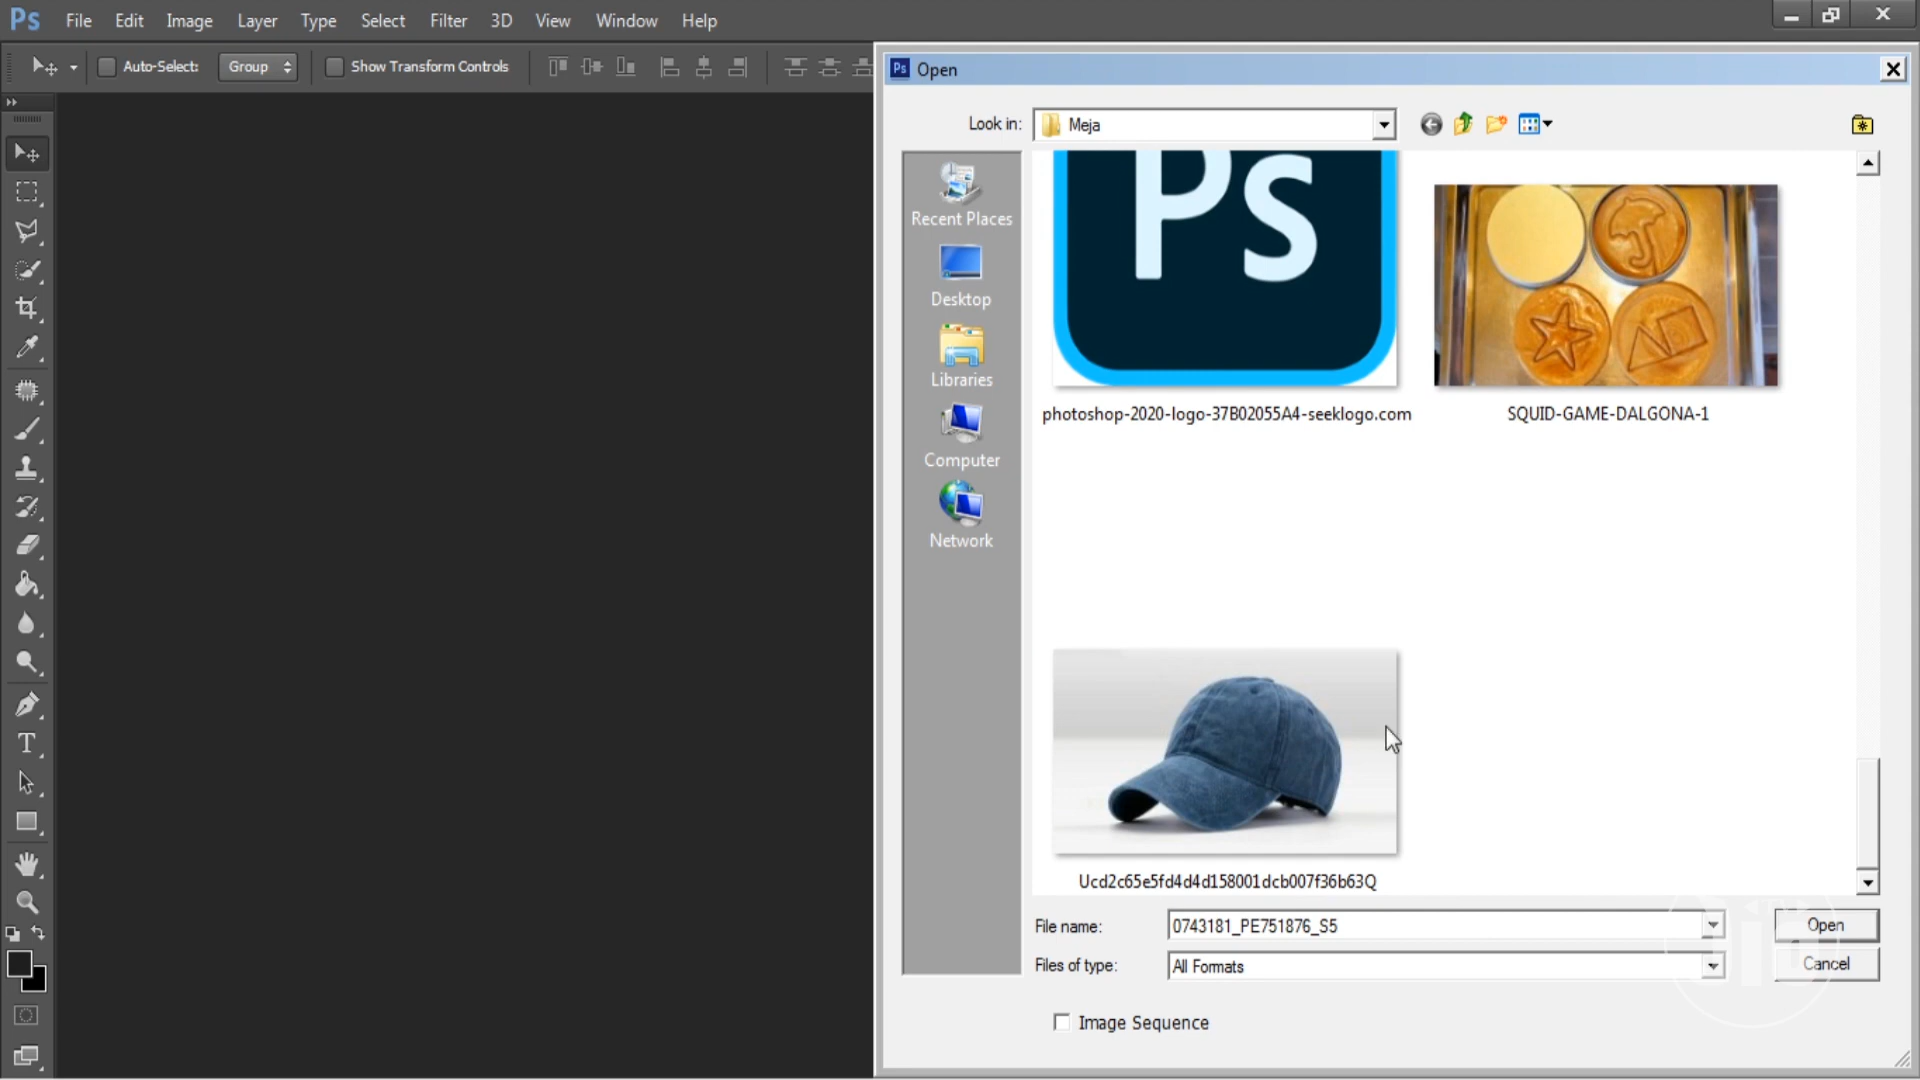 Ps File Edit Image Layer Type Select Filter 3D View Window Help
Auto-Select: Group Show Transform Controls
Ps Open
Look in: Meja
Recent Places
Desktop
Libraries
Computer
Network
Ps
photoshop-2020-logo-37B02055A4-seeklogo.com
SQUID-GAME-DALGONA-1
Ucd2c65e5fd4d4d158001dcb007f36b63Q
File name: 0743181_PE751876_S5 Open
Files of type: All Formats Cancel
Image Sequence